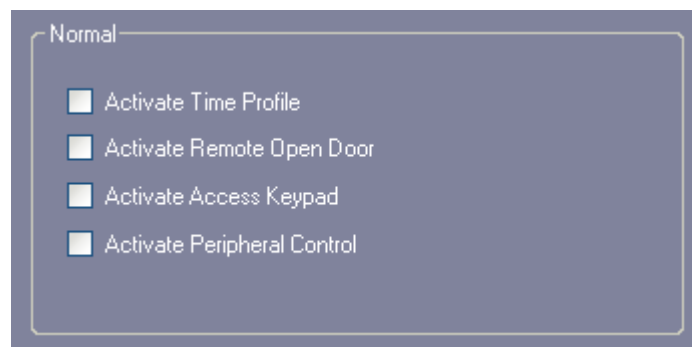 Normal
Activate Time Profile
Activate Remote Open Door
Activate Access Keypad
Activate Peripheral Control